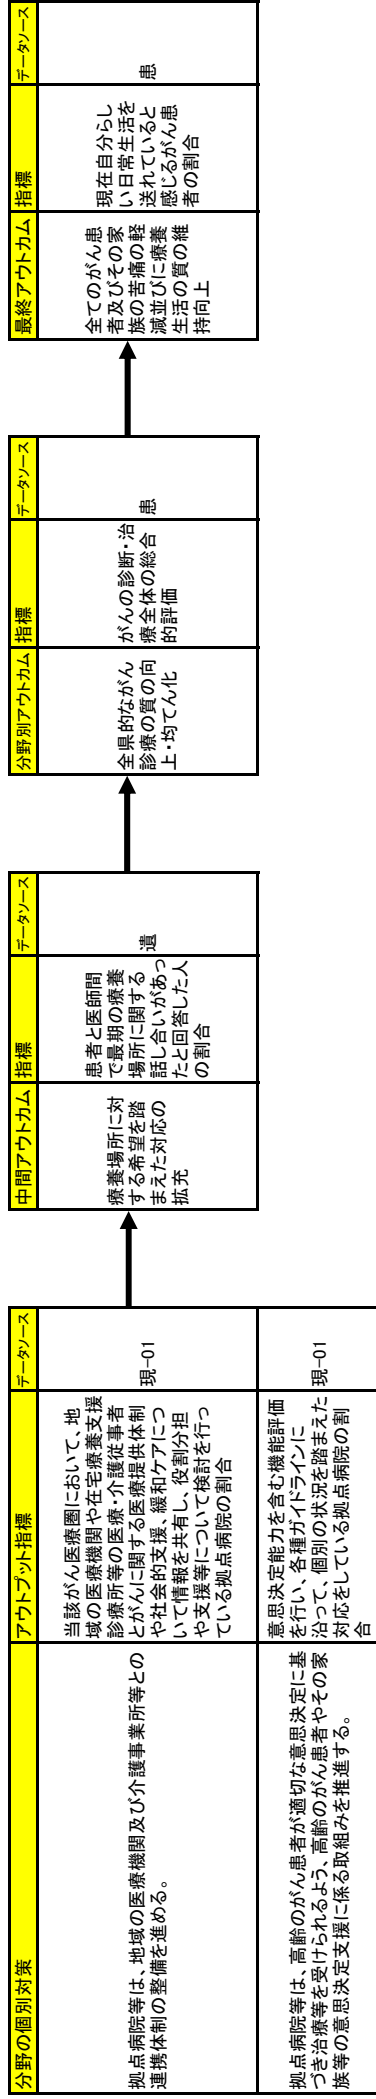 分野の個別対策
アウトプット指標
データソース
拠点病院等は、地域の医療機関及び介護事業所等との
連携体制の整備を進める。
当該がん医療圏において、地
域の医療機関や在宅療養支援
診療所等の医療・介護従事者
とがんに関する医療提供体制
や社会的支援、緩和ケアにつ
いて情報を共有し、役割分担
や支援等について検討を行っ
ている拠点病院の割合
現-01
拠点病院等は、高齢のがん患者が適切な意思決定に基
づき治療等を受けられるよう、高齢のがん患者やその家
族等の意思決定支援に係る取組みを推進する。
意思決定能力を含む機能評価
を行い、各種ガイドラインに
沿って、個別の状況を踏まえた
対応をしている拠点病院の割
合
現-01
中間アウトカム
指標
データソース
療養場所に対
する希望を踏
まえた対応の
拡充
患者と医師間
で最期の療養
場所に関する
話し合いがあっ
たと回答した人
の割合
遺
分野別アウトカム
指標
データソース
全県的ながん
診療の質の向
上・均てん化
がんの診断・治
療全体の総合
的評価
患
最終アウトカム
指標
データソース
全てのがん患
者及びその家
族の苦痛の軽
減並びに療養
生活の質の維
持向上
現在自分らし
い日常生活を
送れていると
感じるがん患
者の割合
患